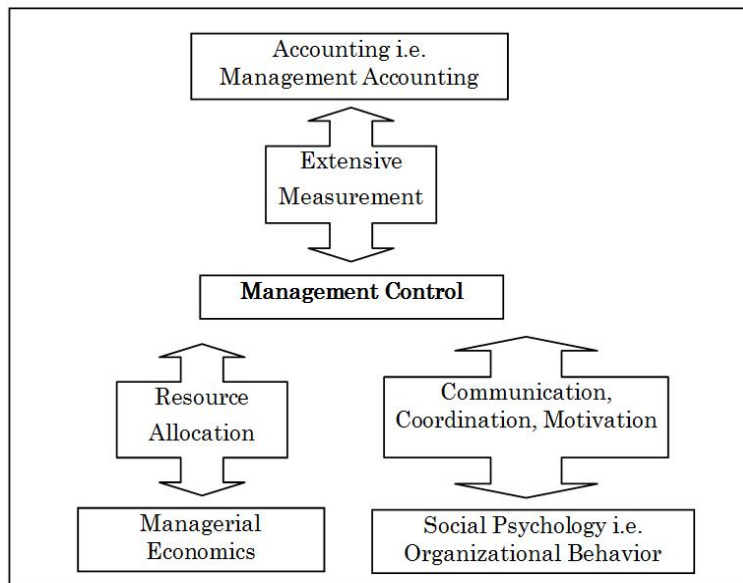 Accounting i.e.
Management Accounting
Extensive
Measurement
Management Control
Resource
Allocation
Communication,
Coordination, Motivation
Managerial
Economics
Social Psychology i.e.
Organizational Behavior